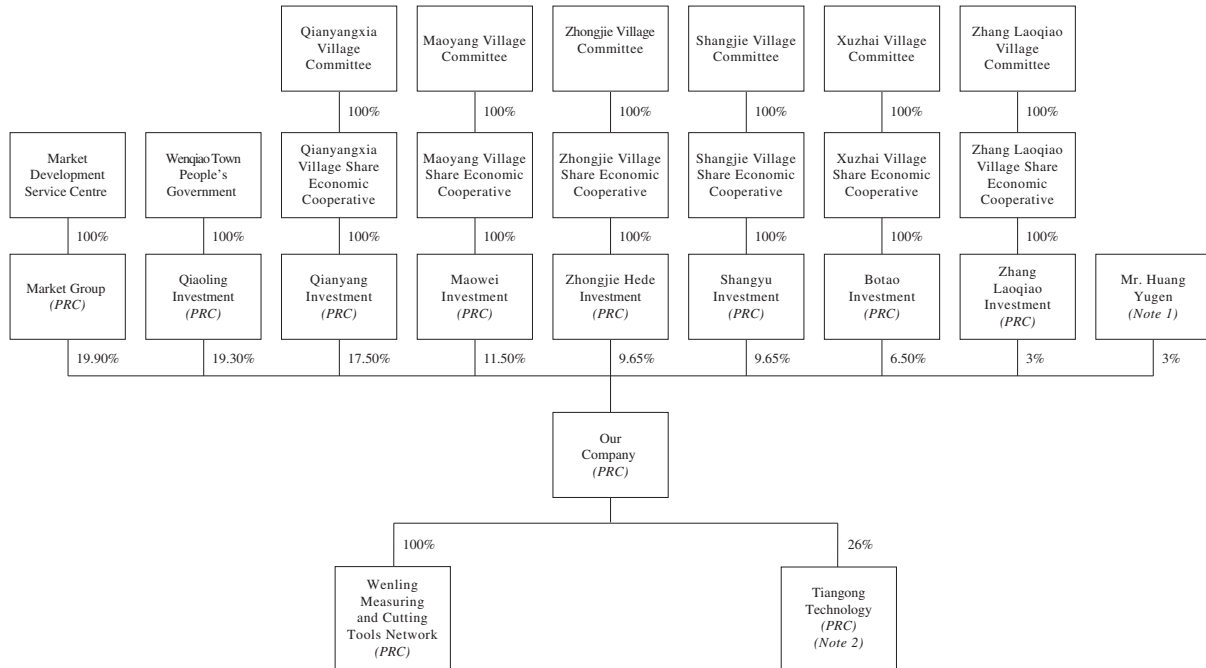 Qianyangxia
Village
Committee
Maoyang Village
Committee
Zhongjie Village
Committee
Shangjie Village
Committee
Xuzhai Village
Committee
Zhang Laoqiao
Village
Committee
100%
100%
100%
100%
100%
100%
Market
Development
Service Centre
Wenqiao Town
People's
Government
Qianyangxia
Village Share
Economic
Cooperative
Maoyang Village
Share Economic
Cooperative
Zhongjie Village
Share Economic
Cooperative
Shangjie Village
Share Economic
Cooperative
Xuzhai Village
Share Economic
Cooperative
Zhang Laoqiao
Village Share
Economic
Cooperative
100%
100%
100%
100%
100%
100%
100%
100%
Market Group
(PRC)
Qiaoling
Investment
(PRC)
Qianyang
Investment
(PRC)
Maowei
Investment
(PRC)
Zhongjie Hede
Investment
(PRC)
Shangyu
Investment
(PRC)
Botao
Investment
(PRC)
Zhang
Laoqiao
Investment
(PRC)
Mr. Huang
Yugen
(Note 1)
19.90%
19.30%
17.50%
11.50%
9.65%
9.65%
6.50%
3%
3%
Our
Company
(PRC)
100%
26%
Wenling
Measuring
and Cutting
Tools Network
(PRC)
Tiangong
Technology
(PRC)
(Note 2)